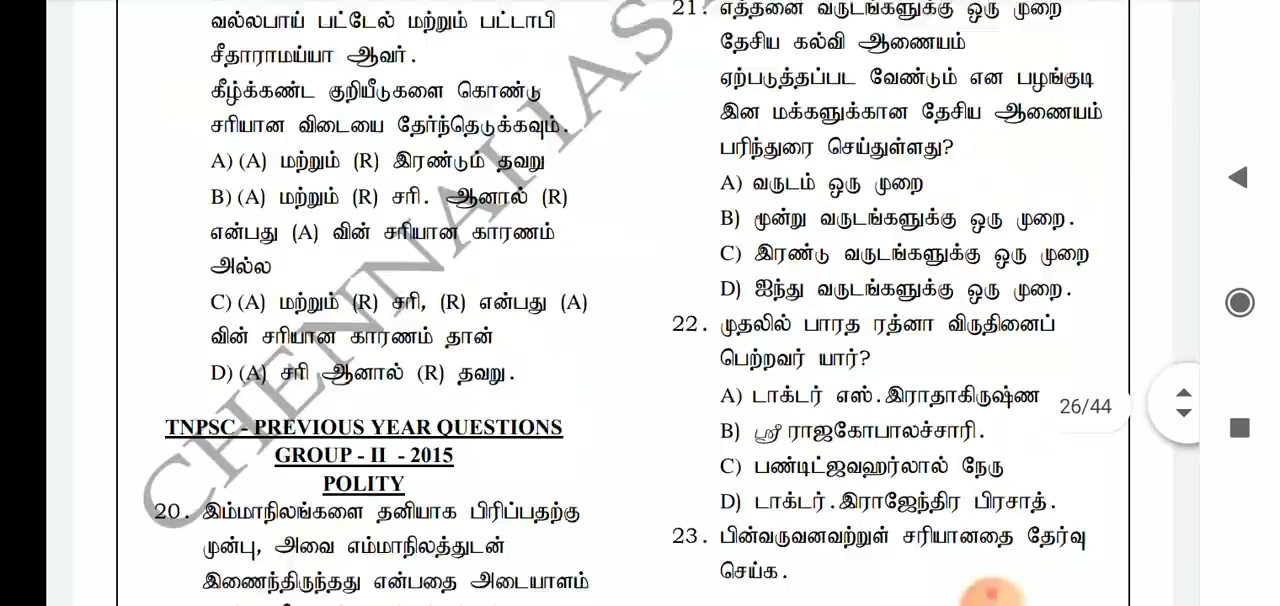 வல்லபாய் பட்டேல் மற்றும் பட்டாபி
சீதாராமய்யா ஆவர்.
கீழ்க்கண்ட குறியீடுகளை கொண்டு
சரியான விடையை தேர்ந்தெடுக்கவும்.
A) (A) மற்றும் (R) இரண்டும் தவறு
B) (A) மற்றும் (R) சரி. ஆனால் (R)
என்பது (A) வின் சரியான காரணம்
அல்ல
C) (A) மற்றும் (R) சரி, (R) என்பது (A)
வின் சரியான காரணம் தான்
D) (A) சரி ஆனால் (R) தவறு.
TNPSC - PREVIOUS YEAR QUESTIONS
GROUP - II - 2015
POLITY
20. இம்மாநிலங்களை தனியாக பிரிப்பதற்கு
முன்பு, அவை எம்மாநிலத்துடன்
இணைந்திருந்தது என்பதை அடையாளம்
21. எத்தனை வருடங்களுக்கு ஒரு முறை
தேசிய கல்வி ஆணையம்
ஏற்படுத்தப்பட வேண்டும் என பழங்குடி
இன மக்களுக்கான தேசிய ஆணையம்
பரிந்துரை செய்துள்ளது?
A) வருடம் ஒரு முறை
B) மூன்று வருடங்களுக்கு ஒரு முறை.
C) இரண்டு வருடங்களுக்கு ஒரு முறை
D) ஐந்து வருடங்களுக்கு ஒரு முறை.
22. முதலில் பாரத ரத்னா விருதினைப்
பெற்றவர் யார்?
A) டாக்டர் எஸ்.இராதாகிருஷ்ண
B) ஸ்ரீ ராஜகோபாலச்சாரி.
C) பண்டிட்ஜவஹர்லால் நேரு
D) டாக்டர்.இராஜேந்திர பிரசாத்.
23. பின்வருவனவற்றுள் சரியானதை தேர்வு
செய்க.
26/44
CHENNAI IAS